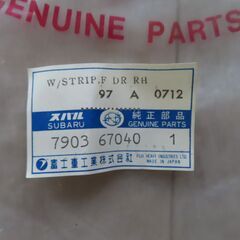 GENUINE PARTS
W/STRIP,F DR RH
97 A 0712
スバル 純正部品
SUBARU GENUINE PARTS
7903 67040 1
富士重工業株式会社 FUJI HEAVY INDUSTRIES LTD.
MADE IN JAPAN